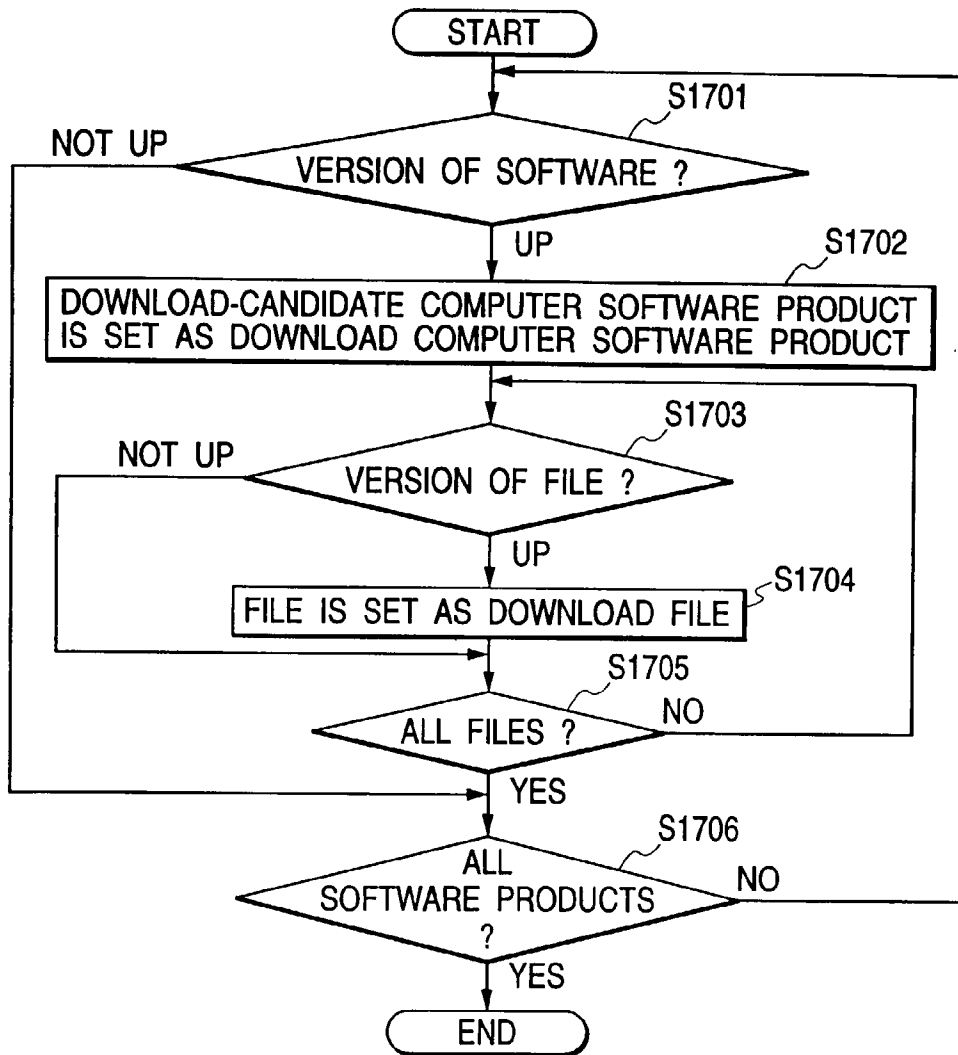 START
S1701
NOT UP
VERSION OF SOFTWARE ?
UP
S1702
DOWNLOAD-CANDIDATE COMPUTER SOFTWARE PRODUCT
IS SET AS DOWNLOAD COMPUTER SOFTWARE PRODUCT
S1703
NOT UP
VERSION OF FILE ?
UP
S1704
FILE IS SET AS DOWNLOAD FILE
S1705
ALL FILES ?
NO
YES
S1706
ALL
SOFTWARE PRODUCTS
?
NO
YES
END